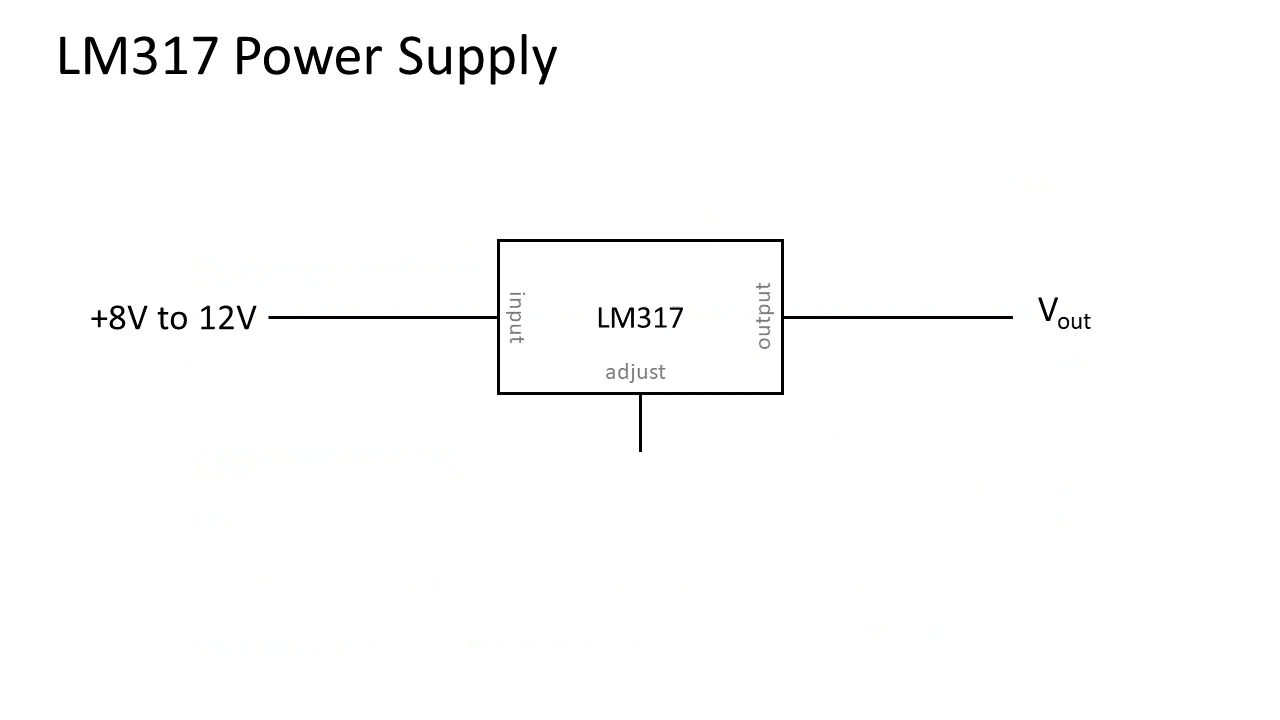 LM317 Power Supply
+8V to 12V
input
LM317
output
adjust
Vout